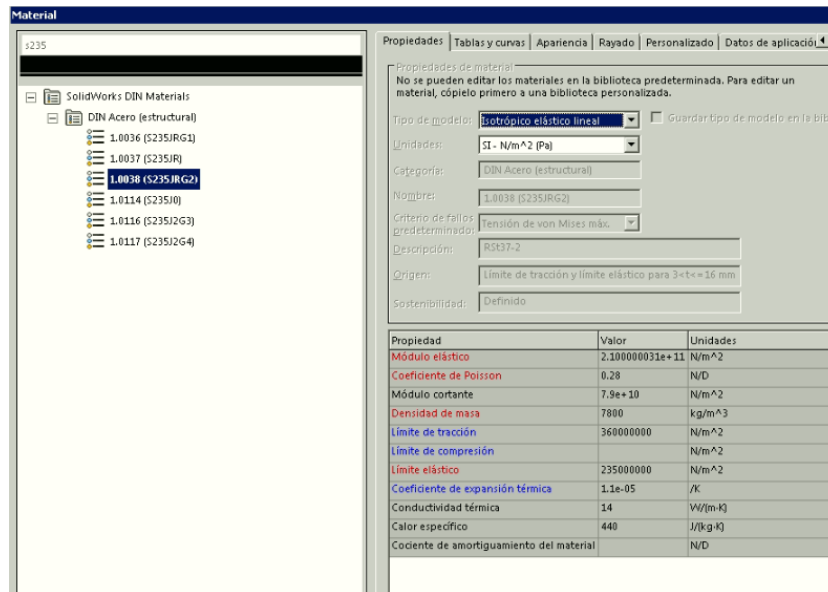 Material
s235
SolidWorks DIN Materials
DIN Acero (estructural)
1.0036 (S235JRG1)
1.0037 (S235JR)
1.0038 (S235JRG2)
1.0114 (S235J0)
1.0116 (S235J2G3)
1.0117 (S235J2G4)
Propiedades Tablas y curvas Apariencia Rayado Personalizado Datos de aplicació
Propiedades de material
No se pueden editar los materiales en la biblioteca predeterminada. Para editar un
material, cópielo primero a una biblioteca personalizada.
Tipo de modelo: Isotrópico elástico lineal Guardar tipo de modelo en la bib
Unidades: SI - N/m^2 (Pa)
Categoría: DIN Acero (estructural)
Nombre: 1.0038 (S235JRG2)
Criterio de fallos
predeterminado: Tensión de von Mises máx.
Descripción: RSt37-2
Origen: Límite de tracción y límite elástico para 3<t<=16 mm
Sostenibilidad: Definido
Propiedad Valor Unidades
Módulo elástico 2.100000031e+11 N/m^2
Coeficiente de Poisson 0.28 N/D
Módulo cortante 7.9e+10 N/m^2
Densidad de masa 7800 kg/m^3
Límite de tracción 360000000 N/m^2
Límite de compresión N/m^2
Límite elástico 235000000 N/m^2
Coeficiente de expansión térmica 1.1e-05 /K
Conductividad térmica 14 W/(m·K)
Calor específico 440 J/(kg·K)
Cociente de amortiguamiento del material N/D